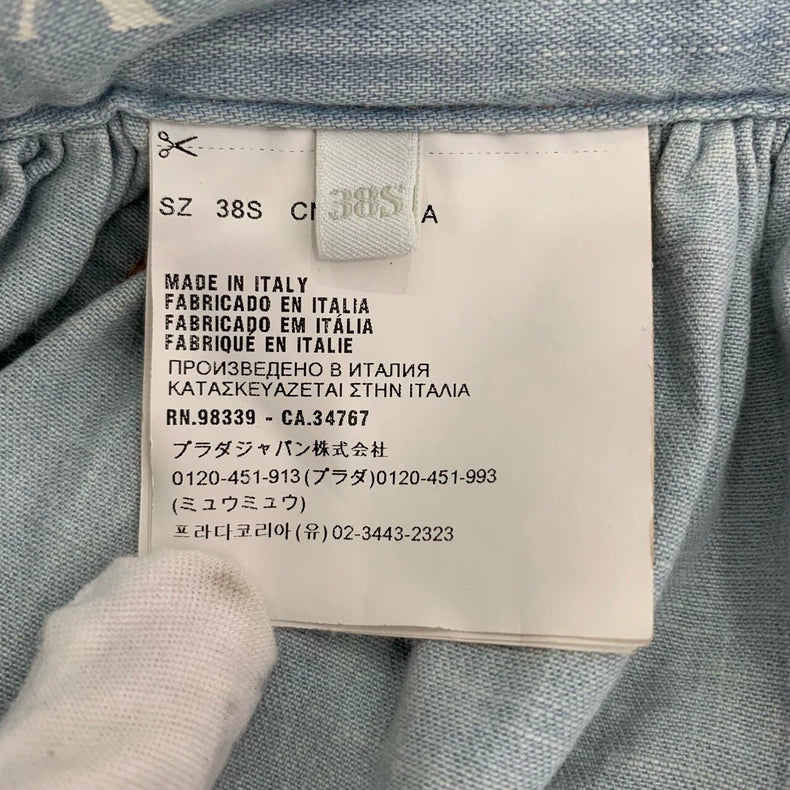 SZ 38S
38S
MADE IN ITALY
FABRICADO EN ITALIA
FABRICADO EM ITÁLIA
FABRIQUÉ EN ITALIE
ПРОИЗВЕДЕНО В ИТАЛИЯ
ΚΑΤΑΣΚΕΥΑΖΕΤΑΙ ΣΤΗΝ ΙΤΑΛΙΑ
RN.98339 - CA.34767
プラダジャパン株式会社
0120-451-913(プラダ)0120-451-993
(ミュウミュウ)
프라다코리아(유)02-3443-2323